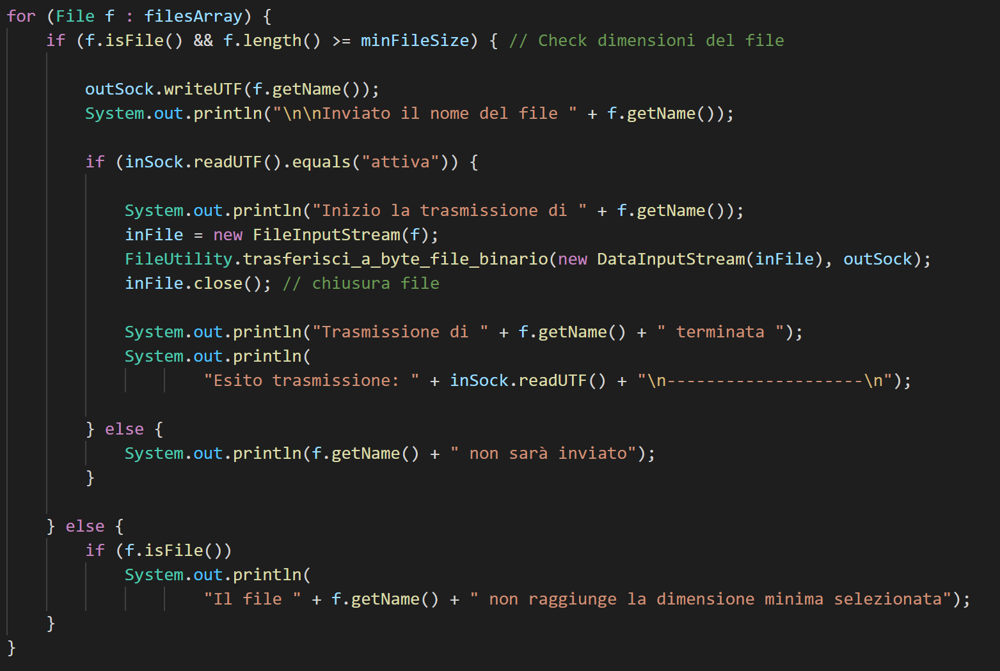 for (File f : filesArray) {
    if (f.isFile() && f.length() >= minFileSize) { // Check dimensioni del file

        outSock.writeUTF(f.getName());
        System.out.println("\n\nInviato il nome del file " + f.getName());

        if (inSock.readUTF().equals("attiva")) {

            System.out.println("Inizio la trasmissione di " + f.getName());
            inFile = new FileInputStream(f);
            FileUtility.trasferisci_a_byte_file_binario(new DataInputStream(inFile), outSock);
            inFile.close(); // chiusura file

            System.out.println("Trasmissione di " + f.getName() + " terminata ");
            System.out.println(
                    "Esito trasmissione: " + inSock.readUTF() + "\n--------------------\n");

        } else {
            System.out.println(f.getName() + " non sarà inviato");
        }

    } else {
        if (f.isFile())
            System.out.println(
                    "Il file " + f.getName() + " non raggiunge la dimensione minima selezionata");
    }
}